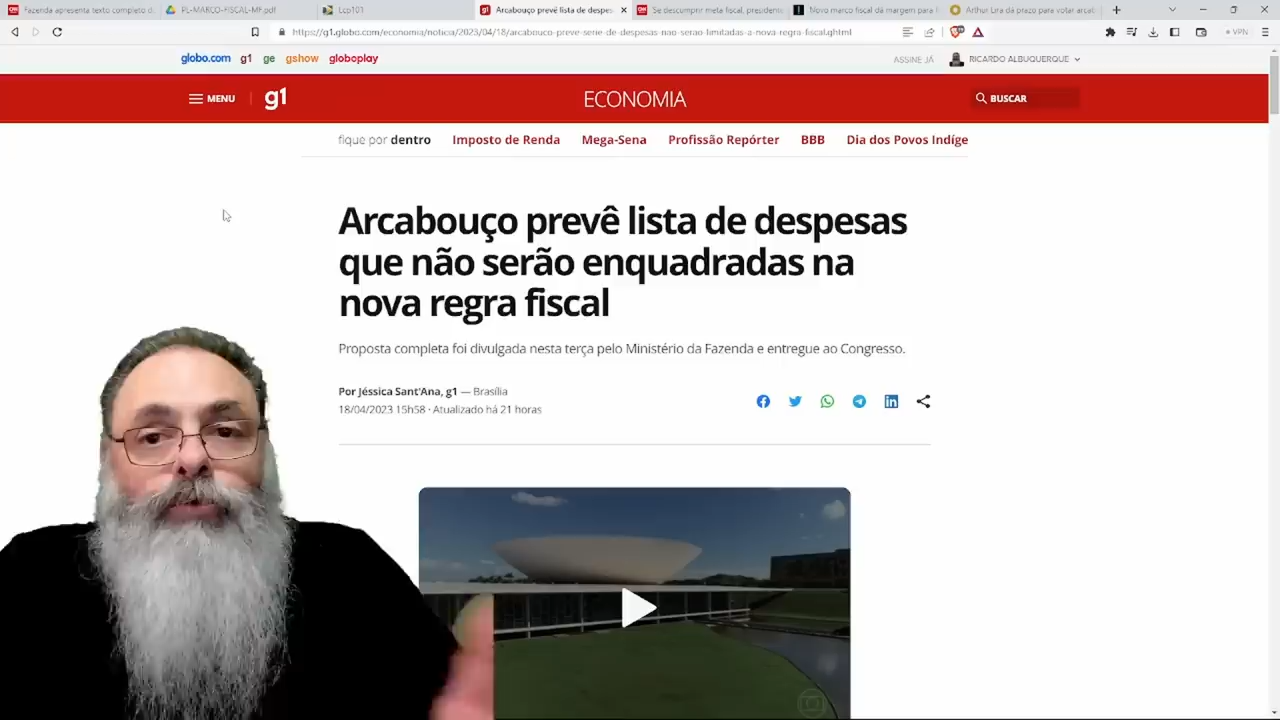 Fazenda apresenta texto completo d
PL-MARCO-FISCAL-MF.pdf
Lcp101
Arcabouço prevê lista de despes
Se descumprir meta fiscal, presidente
Novo marco fiscal dá margem para
Arthur Lira dá prazo para votar arcab
https://g1.globo.com/economia/noticia/2023/04/18/arcabouco-preve-serie-de-despesas-nao-serao-limitadas-a-nova-regra-fiscal.ghtml
VPN
globo.com g1 ge gshow globoplay
ASSINE JÁ
RICARDO ALBUQUERQUE
MENU
g1
ECONOMIA
BUSCAR
fique por dentro Imposto de Renda Mega-Sena Profissão Repórter BBB Dia dos Povos Indíge
Arcabouço prevê lista de despesas
que não serão enquadradas na
nova regra fiscal
Proposta completa foi divulgada nesta terça pelo Ministério da Fazenda e entregue ao Congresso.
Por Jéssica Sant'Ana, g1 — Brasília
18/04/2023 15h58 · Atualizado há 21 horas